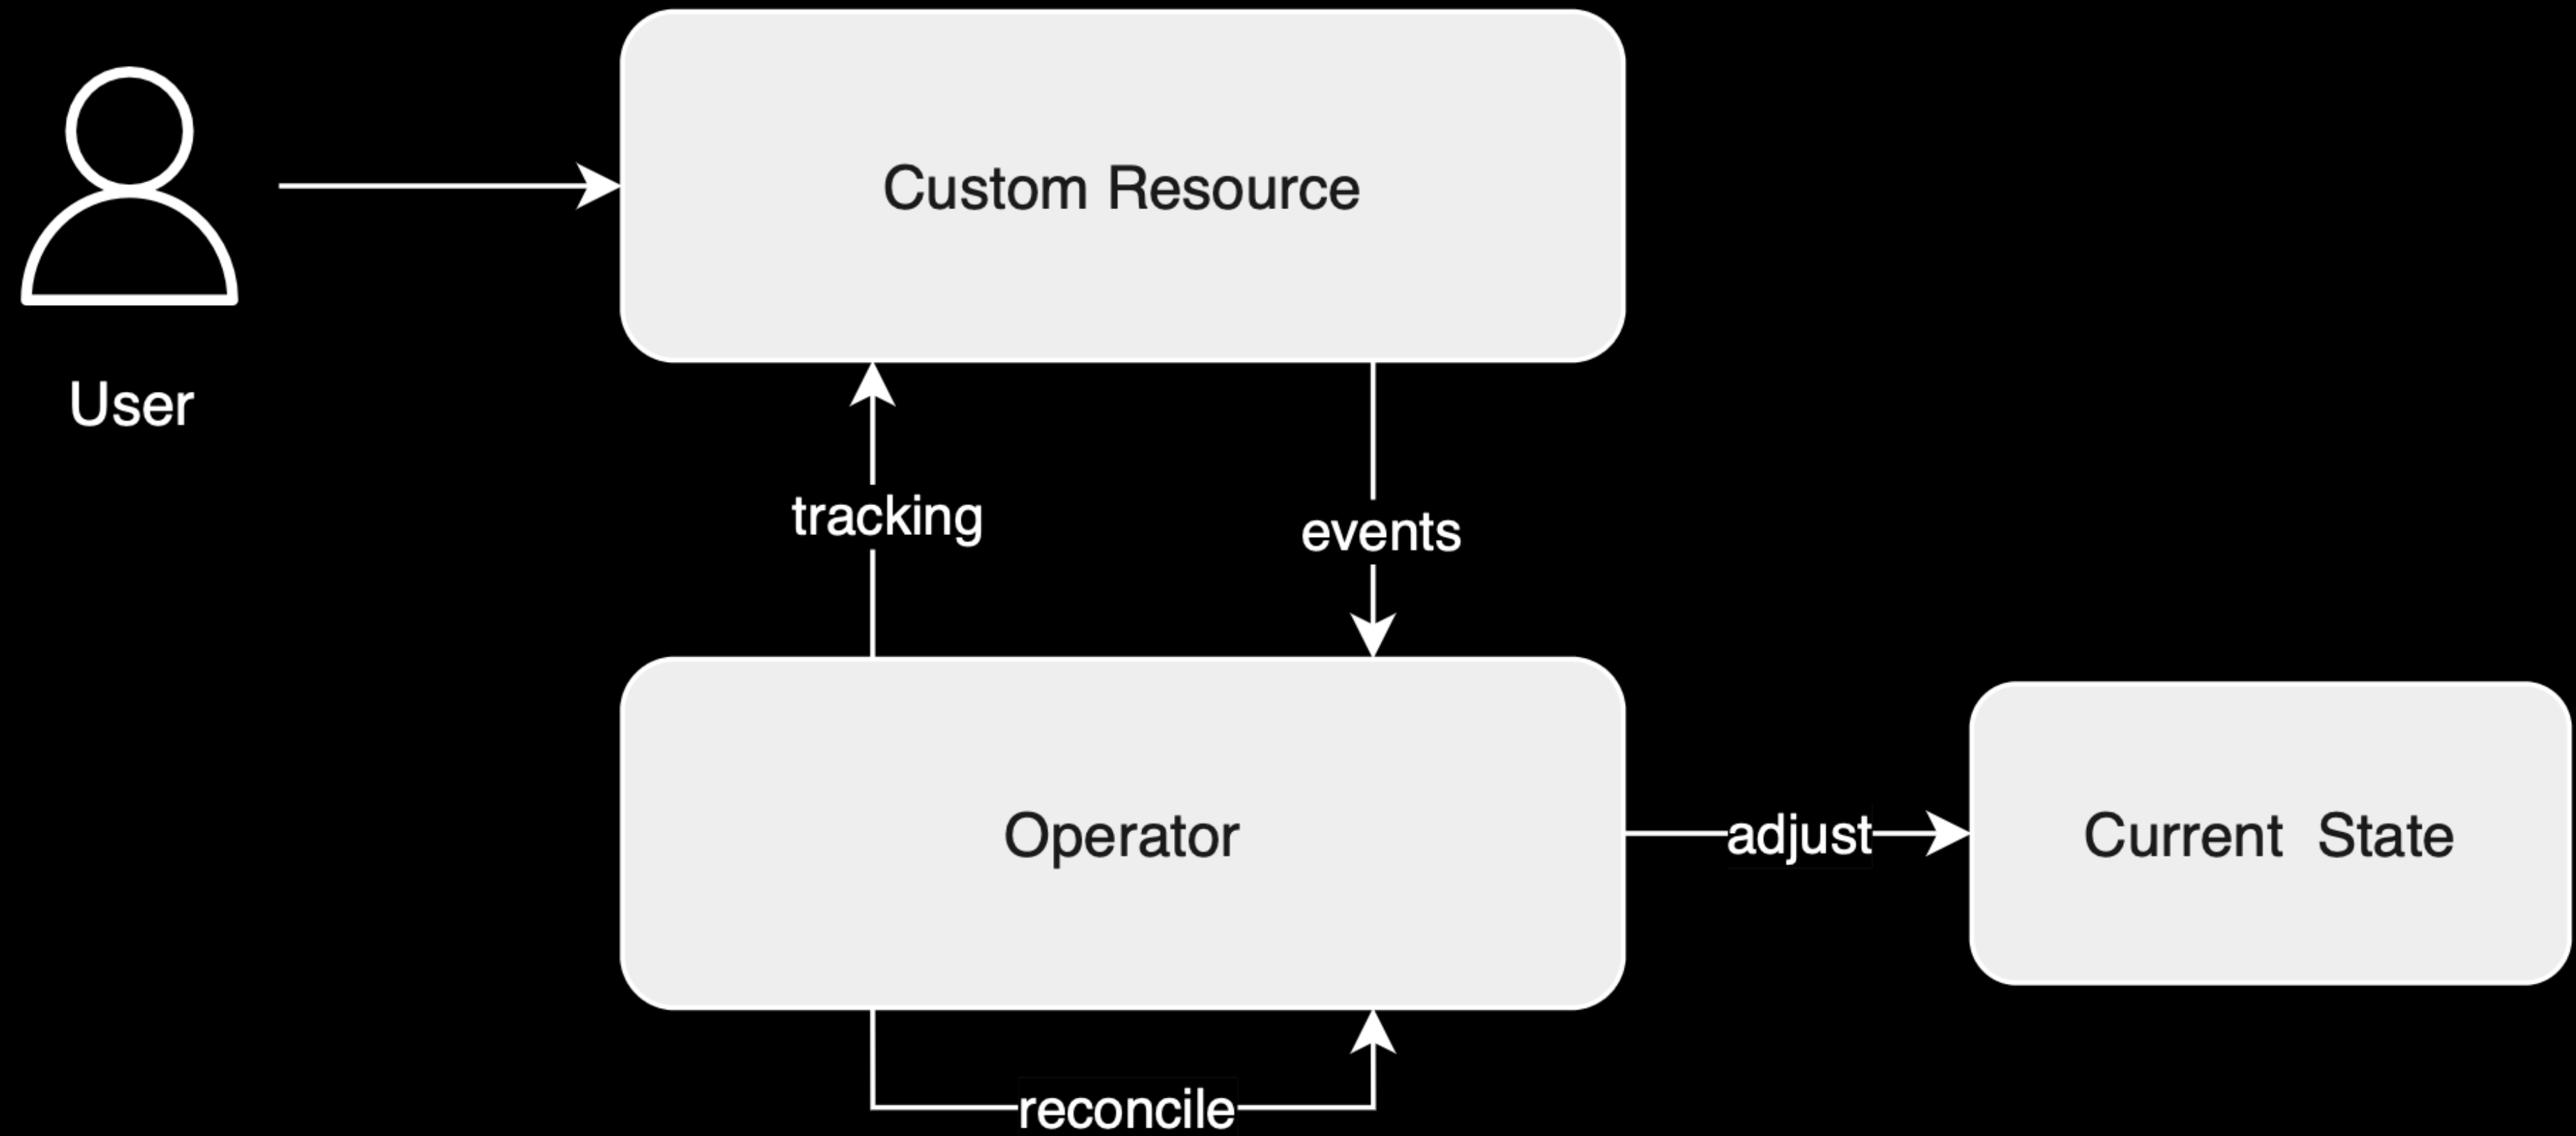 Custom Resource
User
tracking
events
Operator
adjust
Current State
reconcile